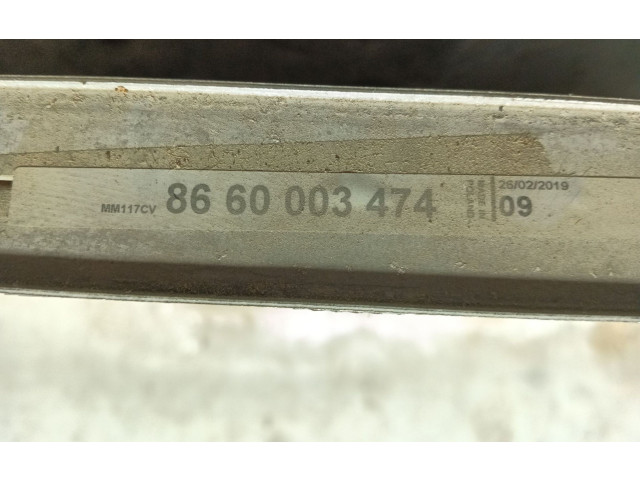 MM117CV 86 60 003 474
MADE IN
POLAND
26/02/2019
09